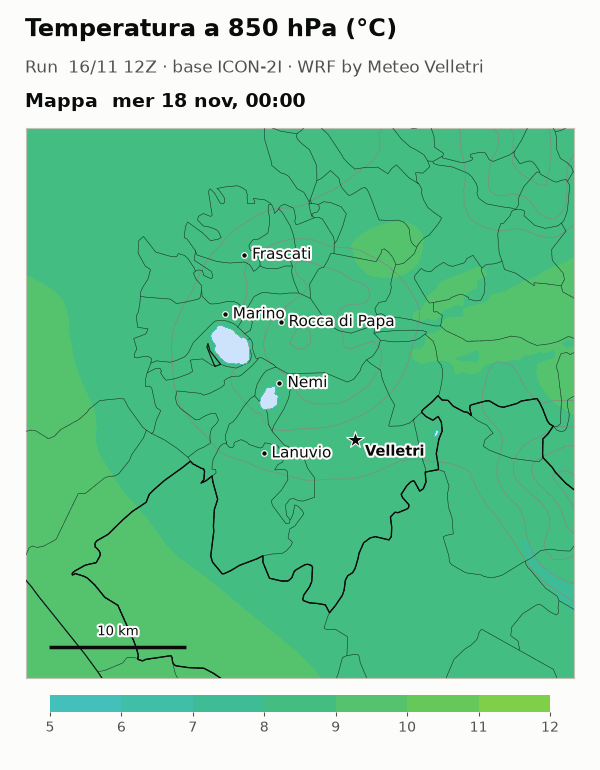 Temperatura a 850 hPa (°C)
Run  16/11 12Z · base ICON-2I · WRF by Meteo Velletri
Mappa  mer 18 nov, 00:00
Frascati
Marino
Rocca di Papa
Nemi
Velletri
Lanuvio
10 km
5 6 7 8 9 10 11 12